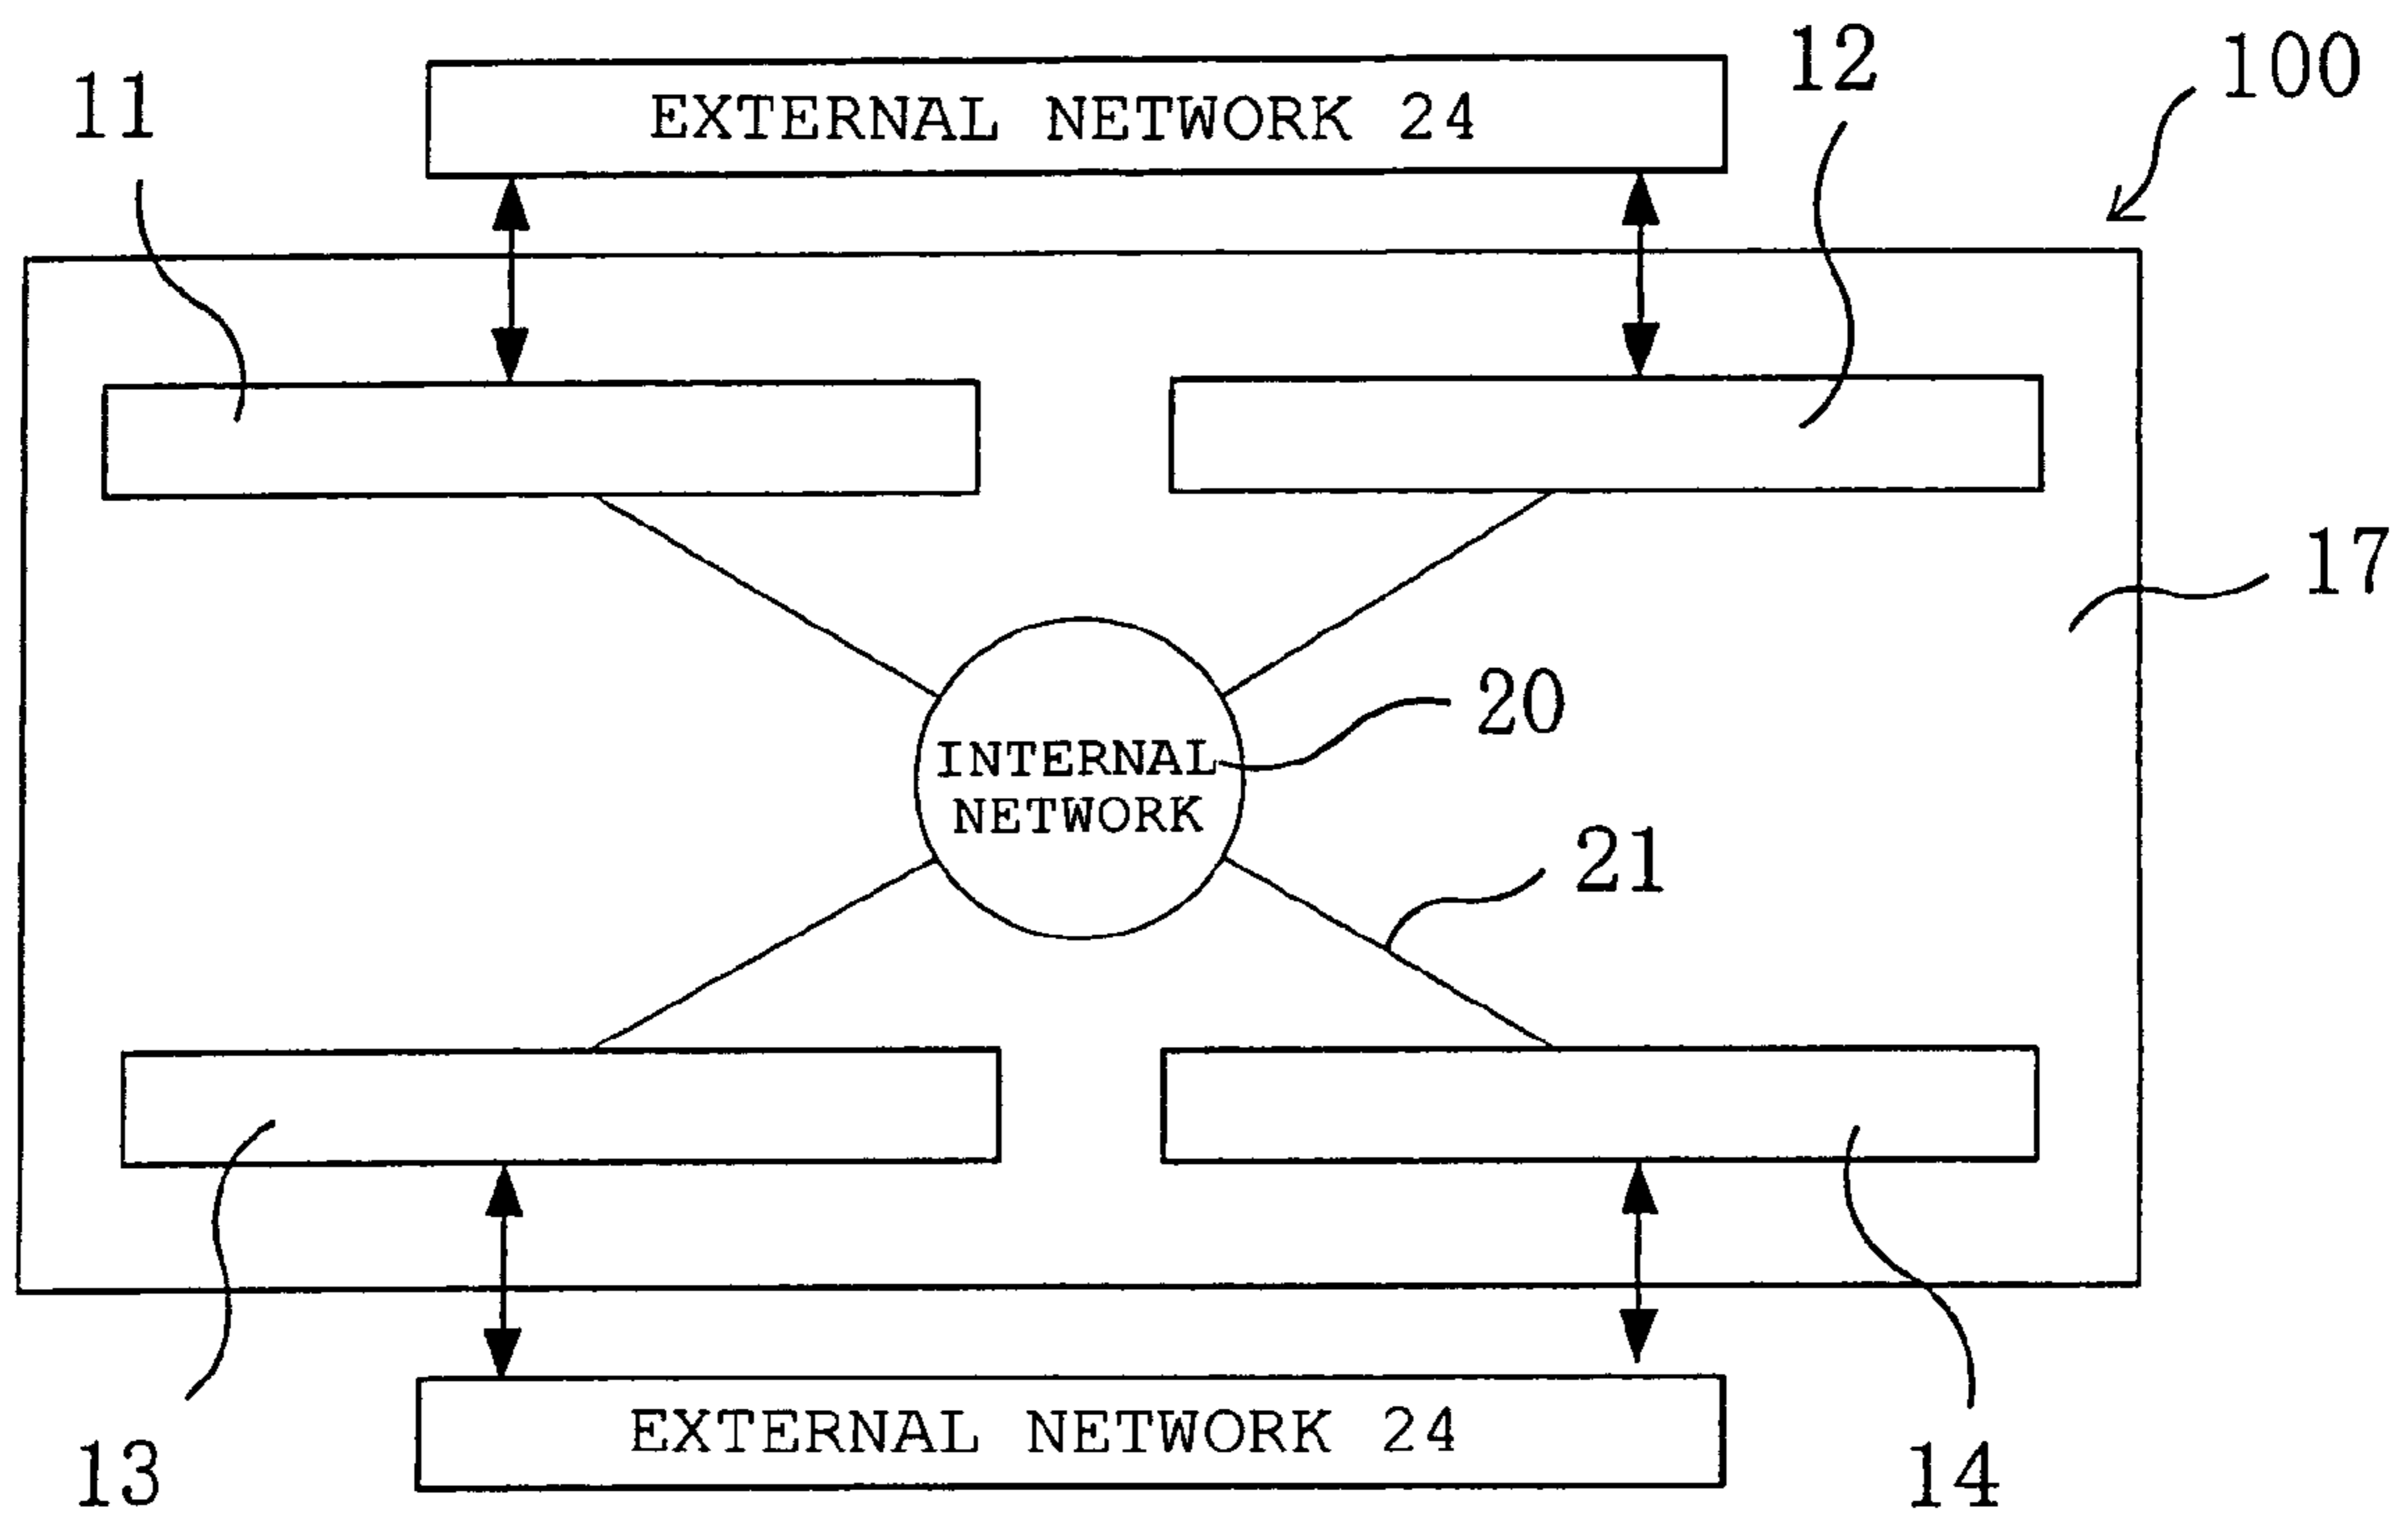 12
100
11
EXTERNAL NETWORK 24
17
20
INTERNAL
NETWORK
21
EXTERNAL NETWORK 24
13
14